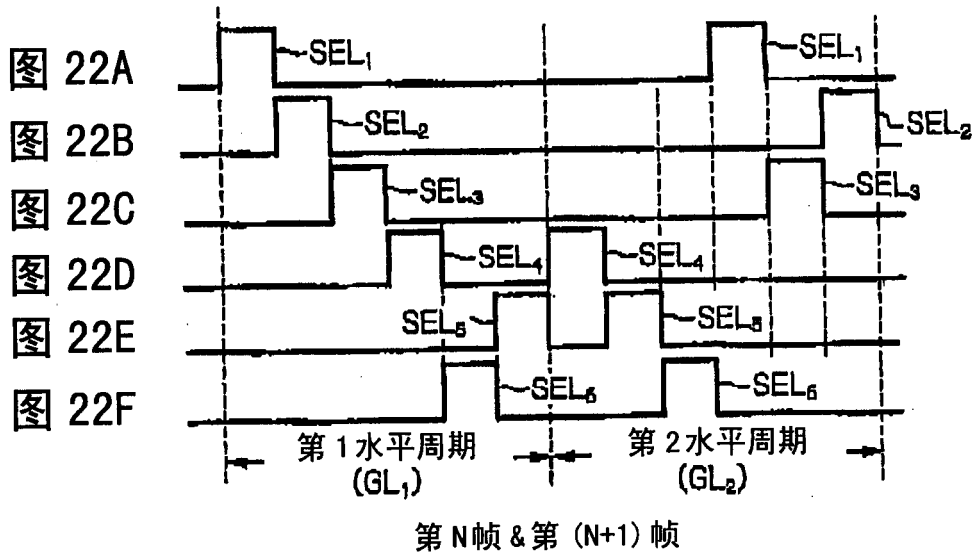 图 22A SEL₁ SEL₁
图 22B SEL₂ SEL₂
图 22C SEL₃ SEL₃
图 22D SEL₄ SEL₄
图 22E SEL₅ SEL₅
图 22F SEL₆ SEL₆
第1水平周期 第2水平周期
(GL₁) (GL₂)
第N帧&第(N+1)帧